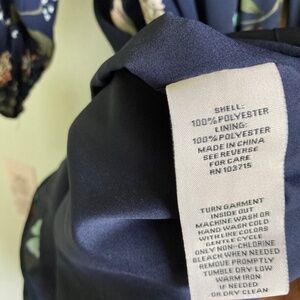 SHELL:
100% POLYESTER
LINING:
100% POLYESTER
MADE IN CHINA
SEE REVERSE
FOR CARE
RN 103715
TURN GARMENT
INSIDE OUT
MACHINE WASH OR
HAND WASH COLD
WITH LIKE COLORS
GENTLE CYCLE
ONLY NON-CHLORINE
BLEACH WHEN NEEDED
REMOVE PROMPTLY
TUMBLE DRY LOW
WARM IRON
IF NEEDED
OR DRY CLEAN